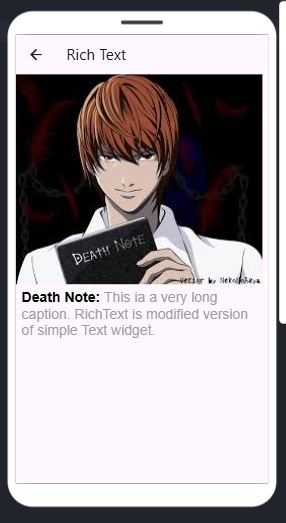 Rich Text
DEATH NOTE
Vector by NekoSaReya
Death Note: This ia a very long
caption. RichText is modified version
of simple Text widget.